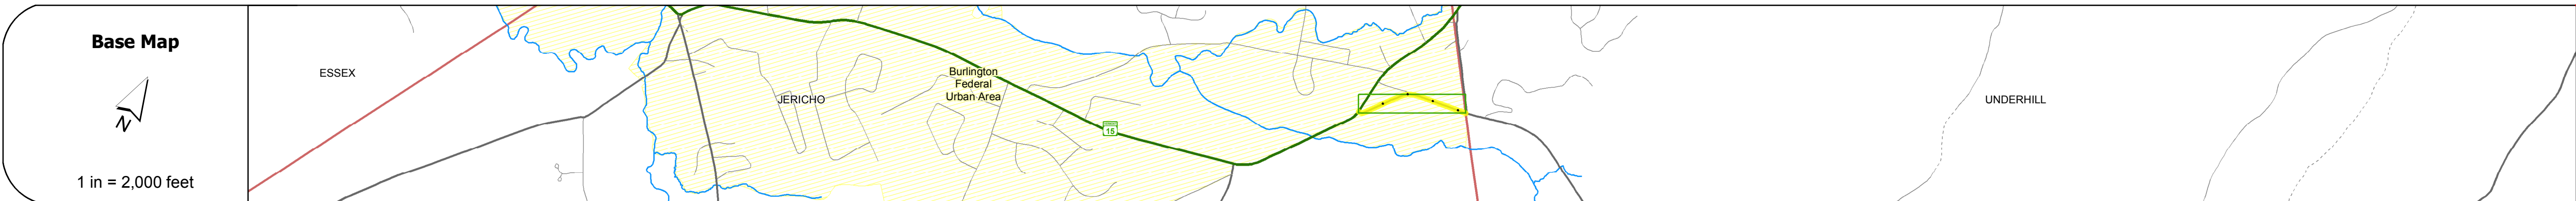 Base Map
N
1 in = 2,000 feet
ESSEX
JERICHO
Burlington
Federal
Urban Area
15
UNDERHILL